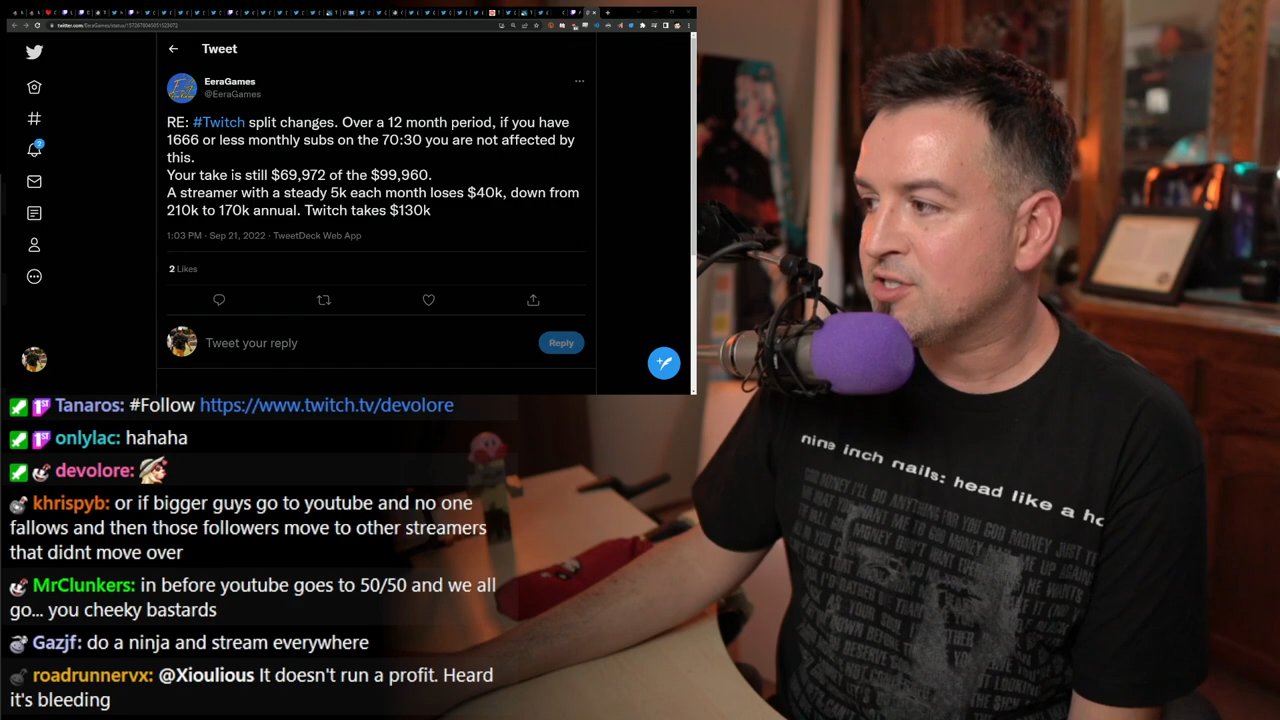 twitter.com/EeraGames/status/1572678045051523072
Tweet
EeraGames
@EeraGames
RE: #Twitch split changes. Over a 12 month period, if you have
1666 or less monthly subs on the 70:30 you are not affected by
this.
Your take is still $69,972 of the $99,960.
A streamer with a steady 5k each month loses $40k, down from
210k to 170k annual. Twitch takes $130k
1:03 PM · Sep 21, 2022 · TweetDeck Web App
2 Likes
Tweet your reply
Reply
2
Tanaros: #Follow https://www.twitch.tv/devolore
onlylac: hahaha
devolore:
khrispyb: or if bigger guys go to youtube and no one
fallows and then those followers move to other streamers
that didnt move over
MrClunkers: in before youtube goes to 50/50 and we all
go... you cheeky bastards
Gazjf: do a ninja and stream everywhere
roadrunnervx: @Xioulious It doesn't run a profit. Heard
it's bleeding
nine inch nails: head like a ho